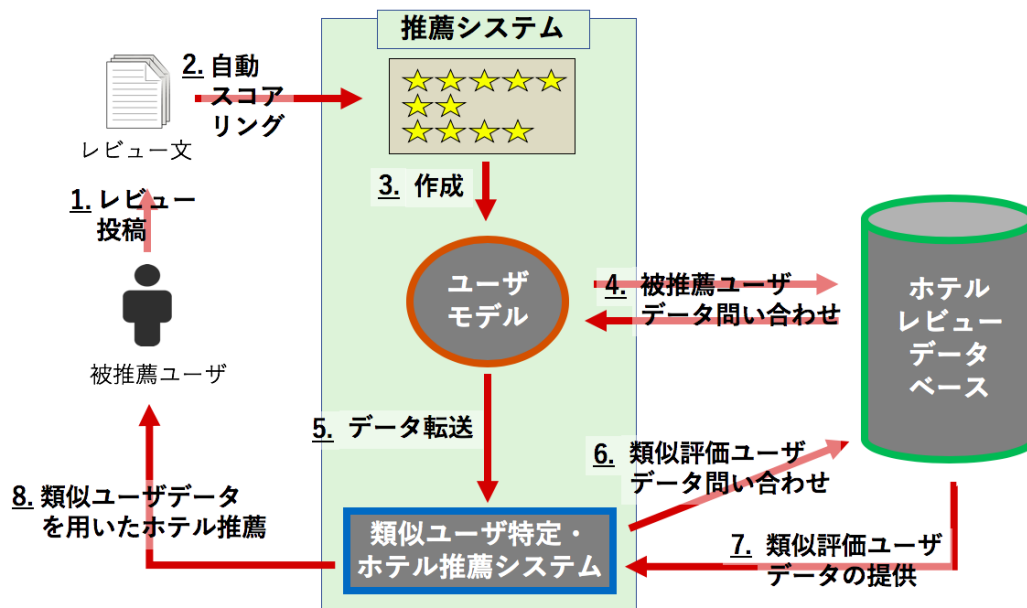 推薦システム
2. 自動
スコア
リング
レビュー文
3. 作成
1. レビュー
投稿
ユーザ
モデル
4. 被推薦ユーザ
データ問い合わせ
ホテル
レビュー
データ
ベース
被推薦ユーザ
5. データ転送
6. 類似評価ユーザ
データ問い合わせ
8. 類似ユーザデータ
を用いたホテル推薦
類似ユーザ特定・
ホテル推薦システム
7. 類似評価ユーザ
データの提供